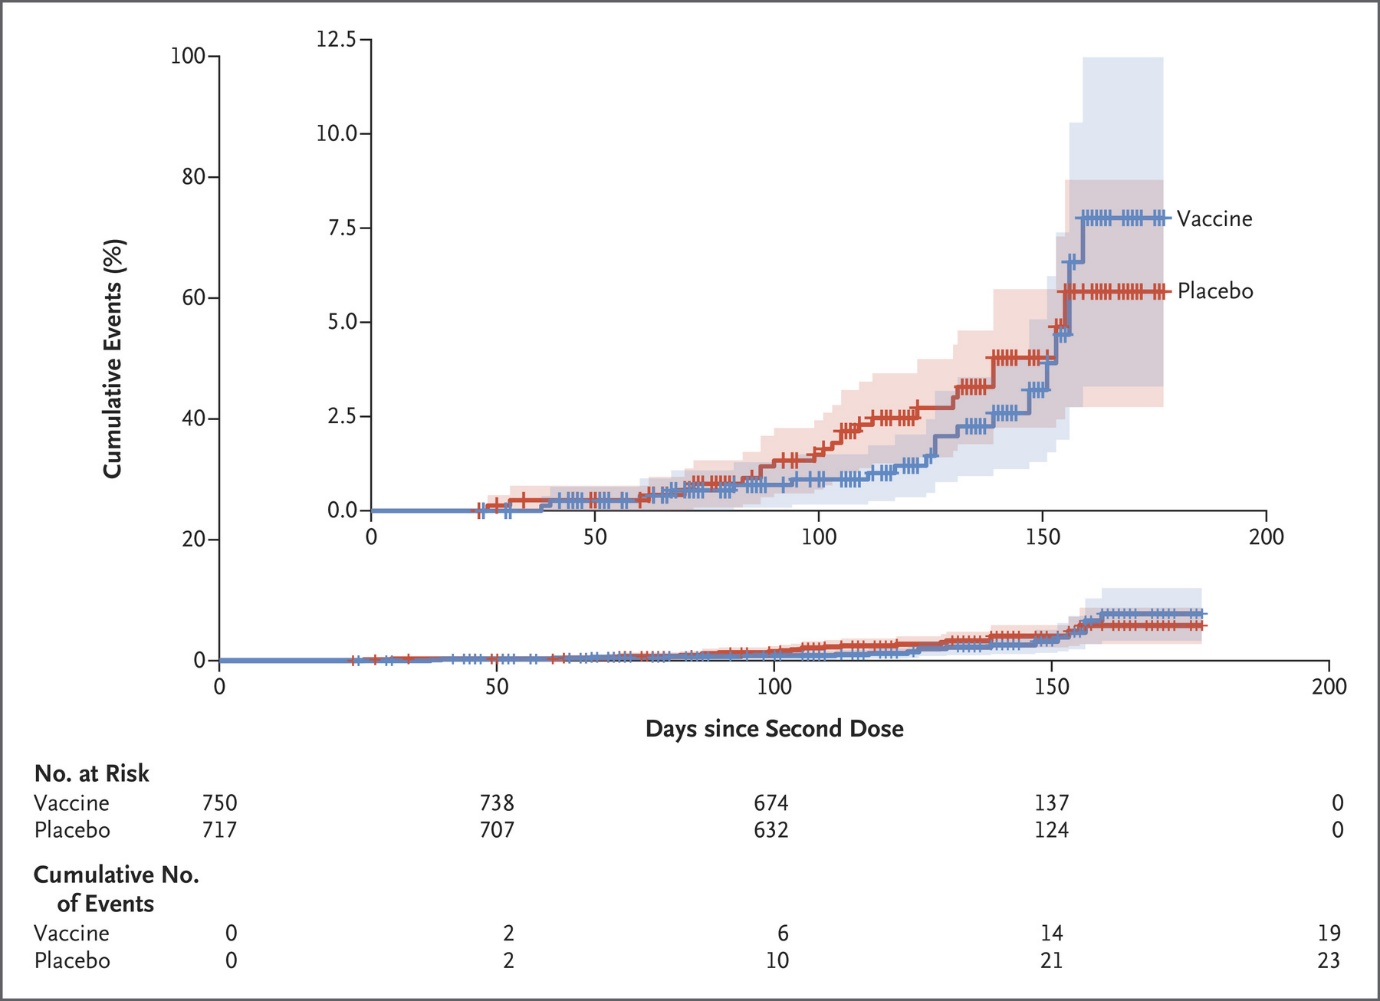 12.5
100
10.0
80
7.5
Vaccine
60
Placebo
5.0
Cumulative Events (%)
40
2.5
0.0
0 50 100 150 200
20
0
0 50 100 150 200
Days since Second Dose
No. at Risk
Vaccine 750 738 674 137 0
Placebo 717 707 632 124 0
Cumulative No.
of Events
Vaccine 0 2 6 14 19
Placebo 0 2 10 21 23